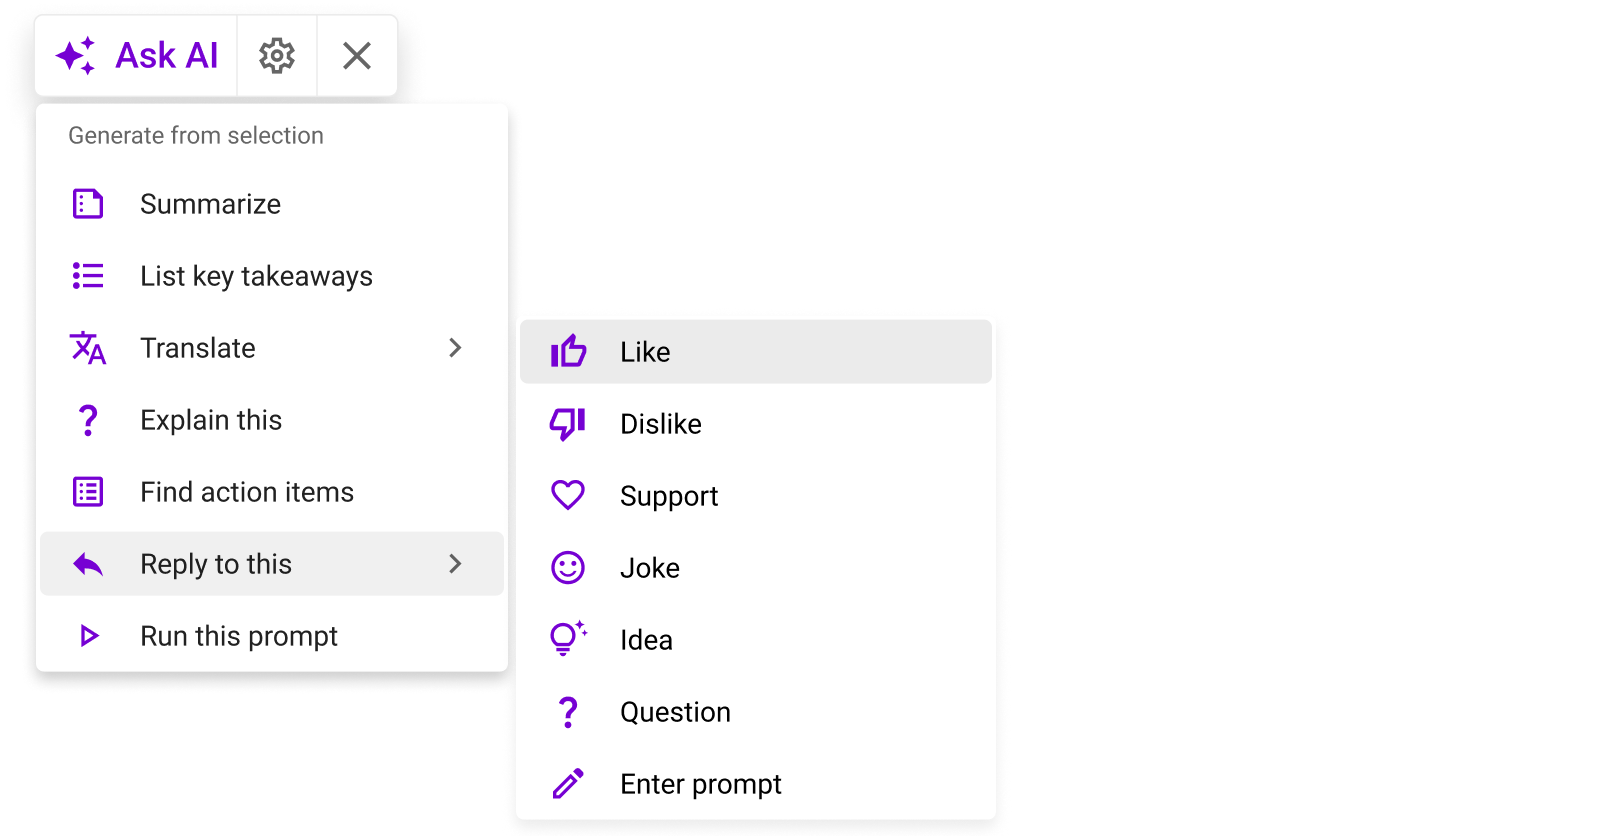 Ask AI
Generate from selection
Summarize
List key takeaways
Translate
Explain this
Find action items
Reply to this
Run this prompt
Like
Dislike
Support
Joke
Idea
Question
Enter prompt